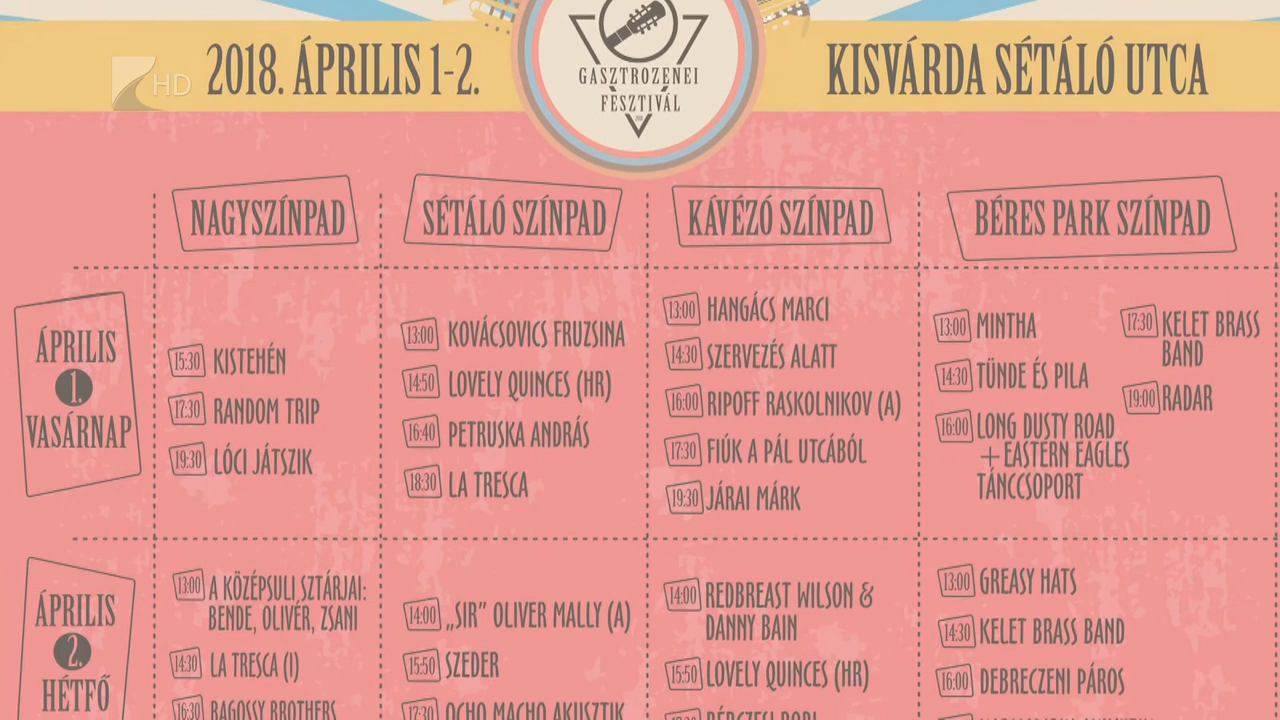 2018. ÁPRILIS 1-2.
HD
GASZTROZENEI
FESZTIVÁL
KISVÁRDA SÉTÁLÓ UTCA
NAGYSZÍNPAD
SÉTÁLÓ SZÍNPAD
KÁVÉZÓ SZÍNPAD
BÉRES PARK SZÍNPAD
ÁPRILIS
1.
VASÁRNAP
15:30 KISTEHÉN
17:30 RANDOM TRIP
19:30 LÓCI JÁTSZIK
13:00 KOVÁCSOVICS FRUZSINA
14:50 LOVELY QUINCES (HR)
16:40 PETRUSKA ANDRÁS
18:30 LA TRESCA
13:00 HANGÁCS MARCI
14:30 SZERVEZÉS ALATT
16:00 RIPOFF RASKOLNIKOV (A)
17:30 FIÚK A PÁL UTCÁBÓL
19:30 JÁRAI MÁRK
13:00 MINTHA
14:30 TÜNDE ÉS PILA
16:00 LONG DUSTY ROAD
+ EASTERN EAGLES
TÁNCCSOPORT
17:30 KELET BRASS
BAND
19:00 RADAR
ÁPRILIS
2.
HÉTFŐ
13:00 A KÖZÉPSULI SZTÁRJAI:
BENDE, OLIVÉR, ZSANI
14:30 LA TRESCA (I)
16:30 BAGOSSY BROTHERS
14:00 „SIR” OLIVER MALLY (A)
15:50 SZEDER
17:30 OCHO MACHO AKUSZTIK
14:00 REDBREAST WILSON &
DANNY BAIN
15:50 LOVELY QUINCES (HR)
13:00 GREASY HATS
14:30 KELET BRASS BAND
16:00 DEBRECZENI PÁROS